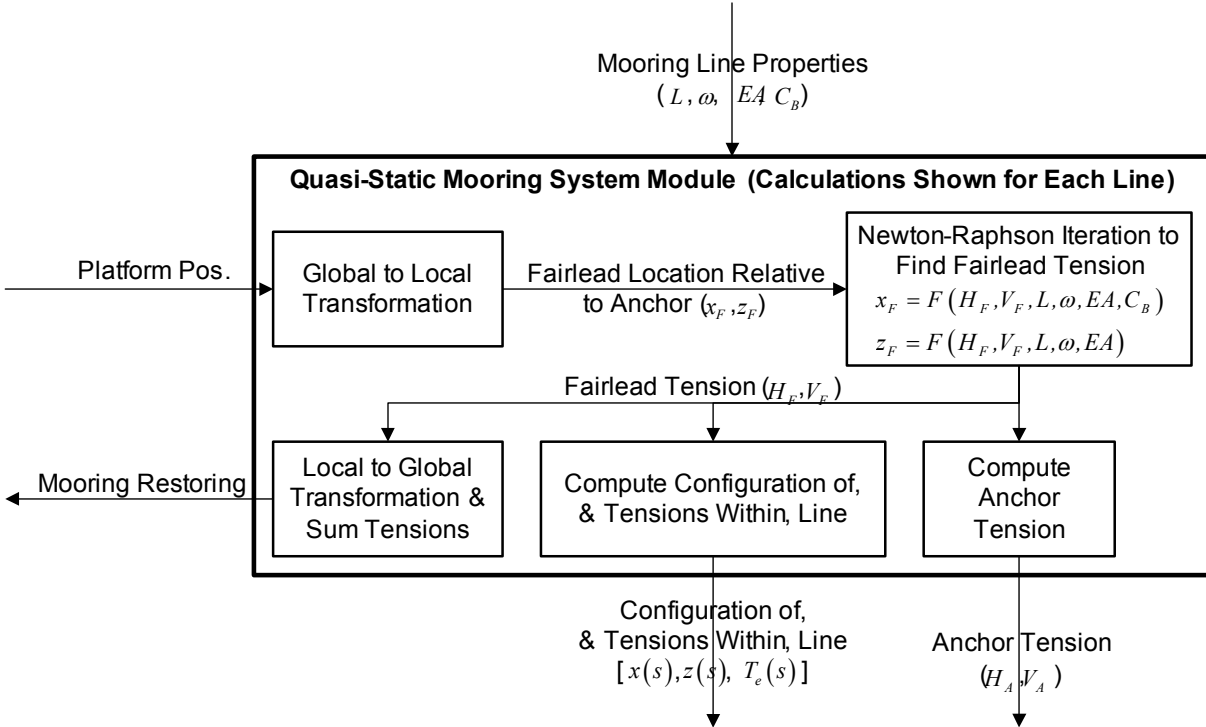 Mooring Line Properties
( L , ω, EA, C_B )
Quasi-Static Mooring System Module (Calculations Shown for Each Line)
Platform Pos.
Global to Local
Transformation
Fairlead Location Relative
to Anchor (x_F ,z_F)
Newton-Raphson Iteration to
Find Fairlead Tension
x_F = F ( H_F ,V_F , L, ω, EA, C_B )
z_F = F ( H_F ,V_F , L, ω, EA )
Fairlead Tension (H_F ,V_F )
Mooring Restoring
Local to Global
Transformation &
Sum Tensions
Compute Configuration of,
& Tensions Within, Line
Compute
Anchor
Tension
Configuration of,
& Tensions Within, Line
[ x(s), z(s), T_e(s) ]
Anchor Tension
(H_A ,V_A )